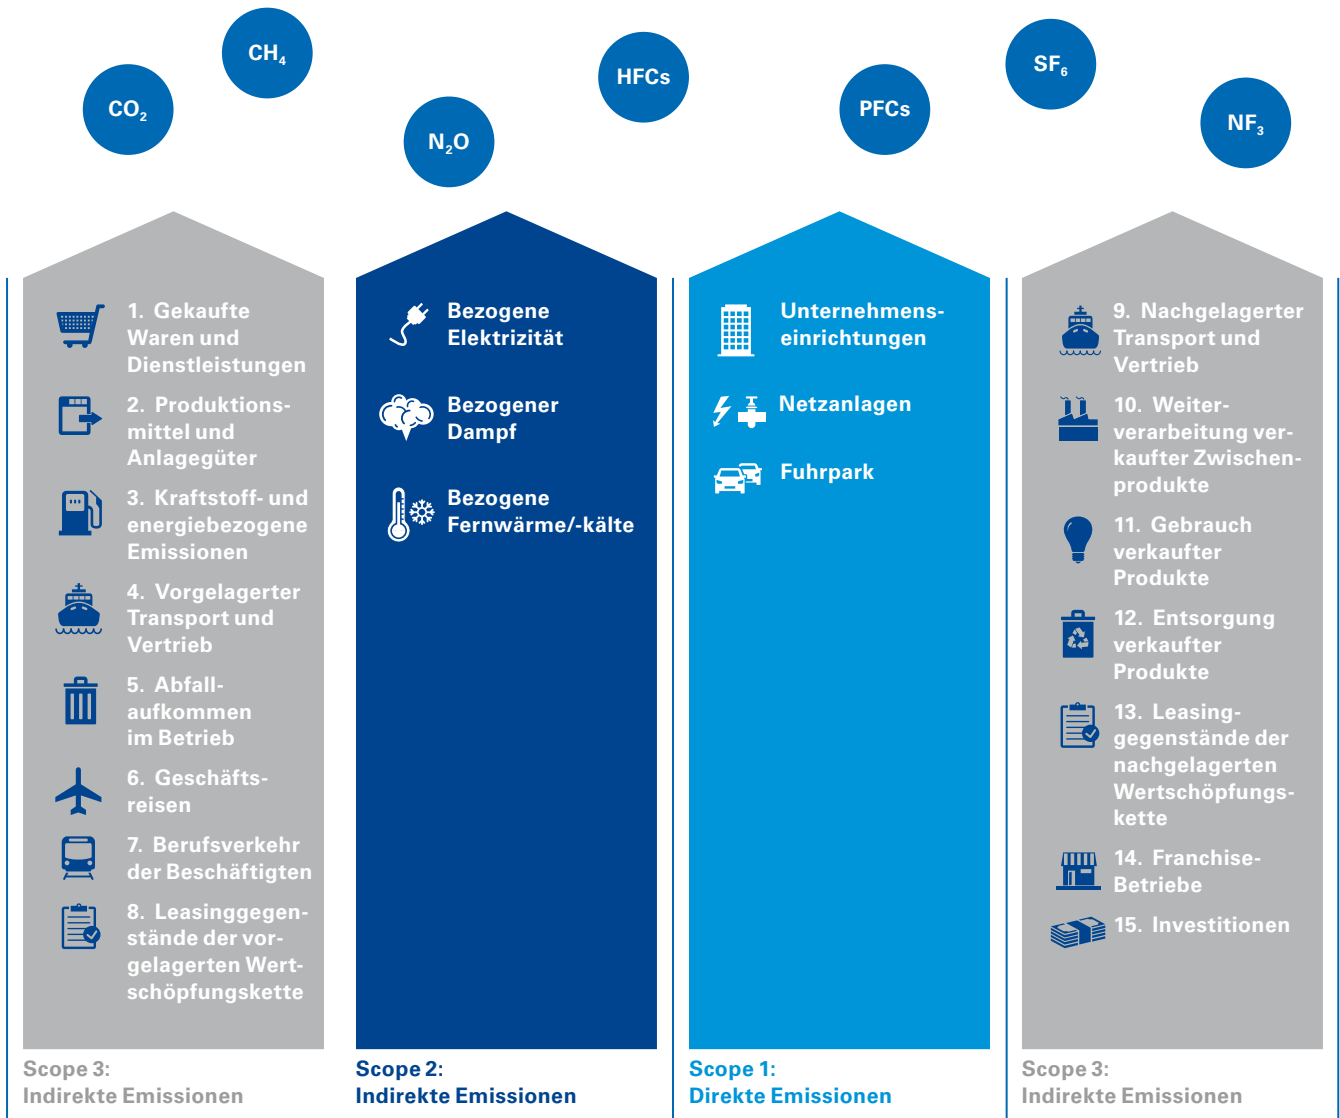 CO₂
CH₄
N₂O
HFCs
PFCs
SF₆
NF₃
1. Gekaufte
Waren und
Dienstleistungen
2. Produktions-
mittel und
Anlagegüter
3. Kraftstoff- und
energiebezogene
Emissionen
4. Vorgelagerter
Transport und
Vertrieb
5. Abfall-
aufkommen
im Betrieb
6. Geschäfts-
reisen
7. Berufsverkehr
der Beschäftigten
8. Leasinggegen-
stände der vor-
gelagerten Wert-
schöpfungskette
Scope 3:
Indirekte Emissionen
Bezogene
Elektrizität
Bezogener
Dampf
Bezogene
Fernwärme/-kälte
Scope 2:
Indirekte Emissionen
Unternehmens-
einrichtungen
Netzanlagen
Fuhrpark
Scope 1:
Direkte Emissionen
9. Nachgelagerter
Transport und
Vertrieb
10. Weiter-
verarbeitung ver-
kaufter Zwischen-
produkte
11. Gebrauch
verkaufter
Produkte
12. Entsorgung
verkaufter
Produkte
13. Leasing-
gegenstände der
nachgelagerten
Wertschöpfungs-
kette
14. Franchise-
Betriebe
15. Investitionen
Scope 3:
Indirekte Emissionen